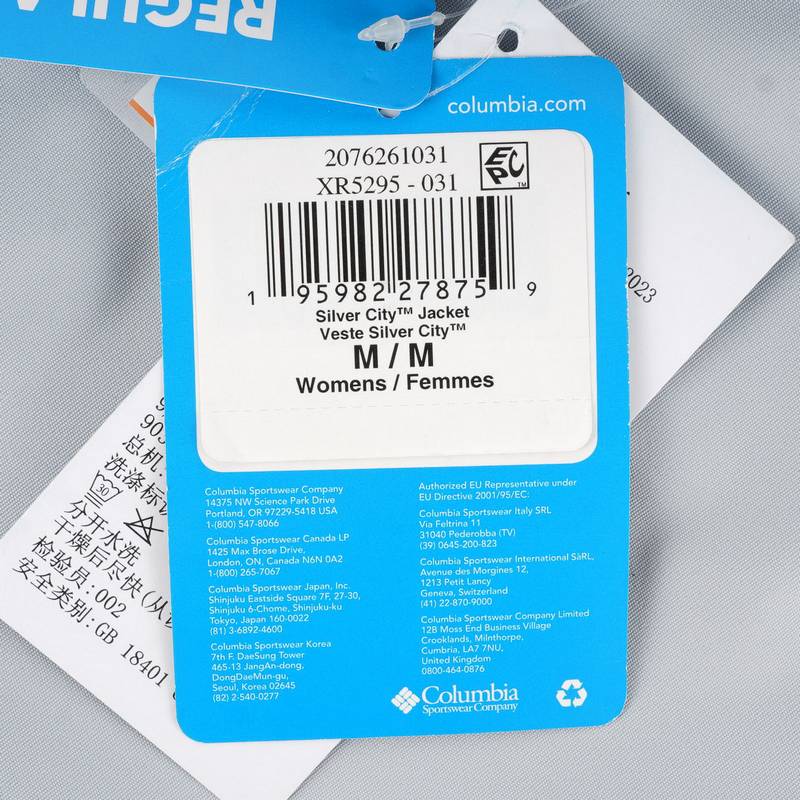 REGULA
columbia.com
2076261031
XR5295 - 031
EPC
TM
1 95982 27875 9
Silver City™ Jacket
Veste Silver City™
M / M
Womens / Femmes
Columbia Sportswear Company
14375 NW Science Park Drive
Portland, OR 97229-5418 USA
1-(800) 547-8066
Columbia Sportswear Canada LP
1425 Max Brose Drive,
London, ON, Canada N6N 0A2
1-(800) 265-7067
Columbia Sportswear Japan, Inc.
Shinjuku Eastside Square 7F, 27-30,
Shinjuku 6-Chome, Shinjuku-ku
Tokyo, Japan 160-0022
(81) 3-6892-4600
Columbia Sportswear Korea
7th F. DaeSung Tower
465-13 JangAn-dong,
DongDaeMun-gu,
Seoul, Korea 02645
(82) 2-540-0277
Authorized EU Representative under
EU Directive 2001/95/EC:
Columbia Sportswear Italy SRL
Via Feltrina 11
31040 Pederobba (TV)
(39) 0645-200-823
Columbia Sportswear International SàRL,
Avenue des Morgines 12,
1213 Petit Lancy
Geneva, Switzerland
(41) 22-870-9000
Columbia Sportswear Company Limited
12B Moss End Business Village
Crooklands, Milnthorpe,
Cumbria, LA7 7NU,
United Kingdom
0800-464-0876
Columbia
Sportswear Company
2023
903
总机:
洗涤标识
30
分开水洗
干燥后尽快(从
检验员:002
安全类别:GB 18401